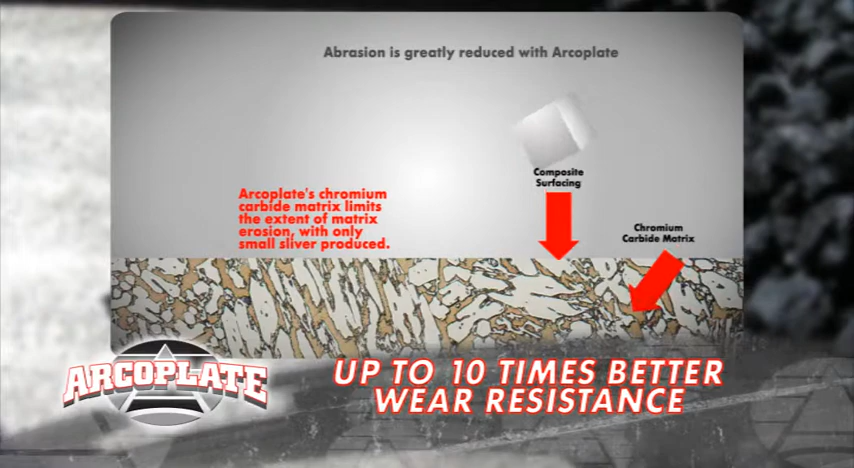 Abrasion is greatly reduced with Arcoplate
Composite
Surfacing
Arcoplate's chromium
carbide matrix limits
the extent of matrix
erosion, with only
small sliver produced.
Chromium
Carbide Matrix
ARCOPLATE
UP TO 10 TIMES BETTER
WEAR RESISTANCE